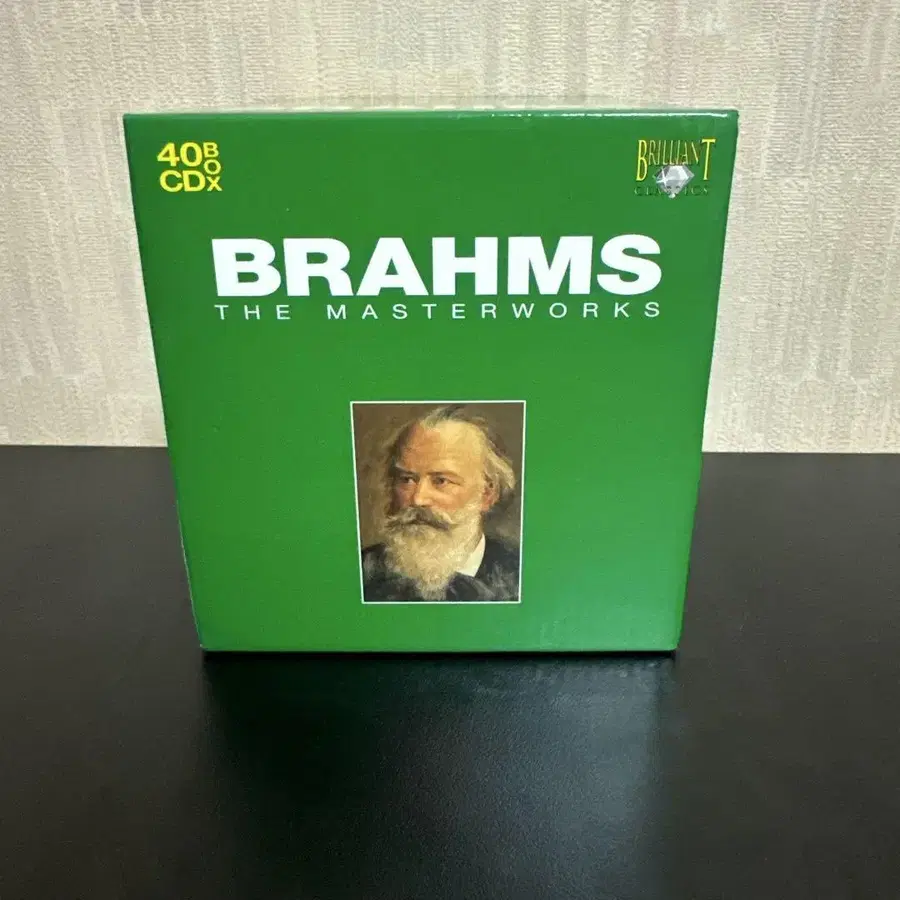 40 BOX
CD
BRILLIANT
CLASSICS
BRAHMS
THE MASTERWORKS